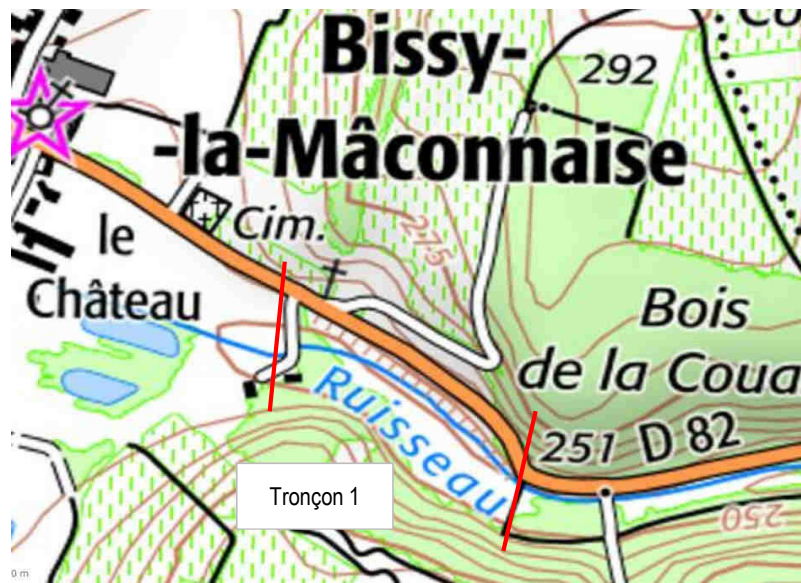 Bissy-
-la-Mâconnaise
292
Cim.
275
le
Château
Bois
de la Coua
Ruisseau
251 D 82
Tronçon 1
250
0 m